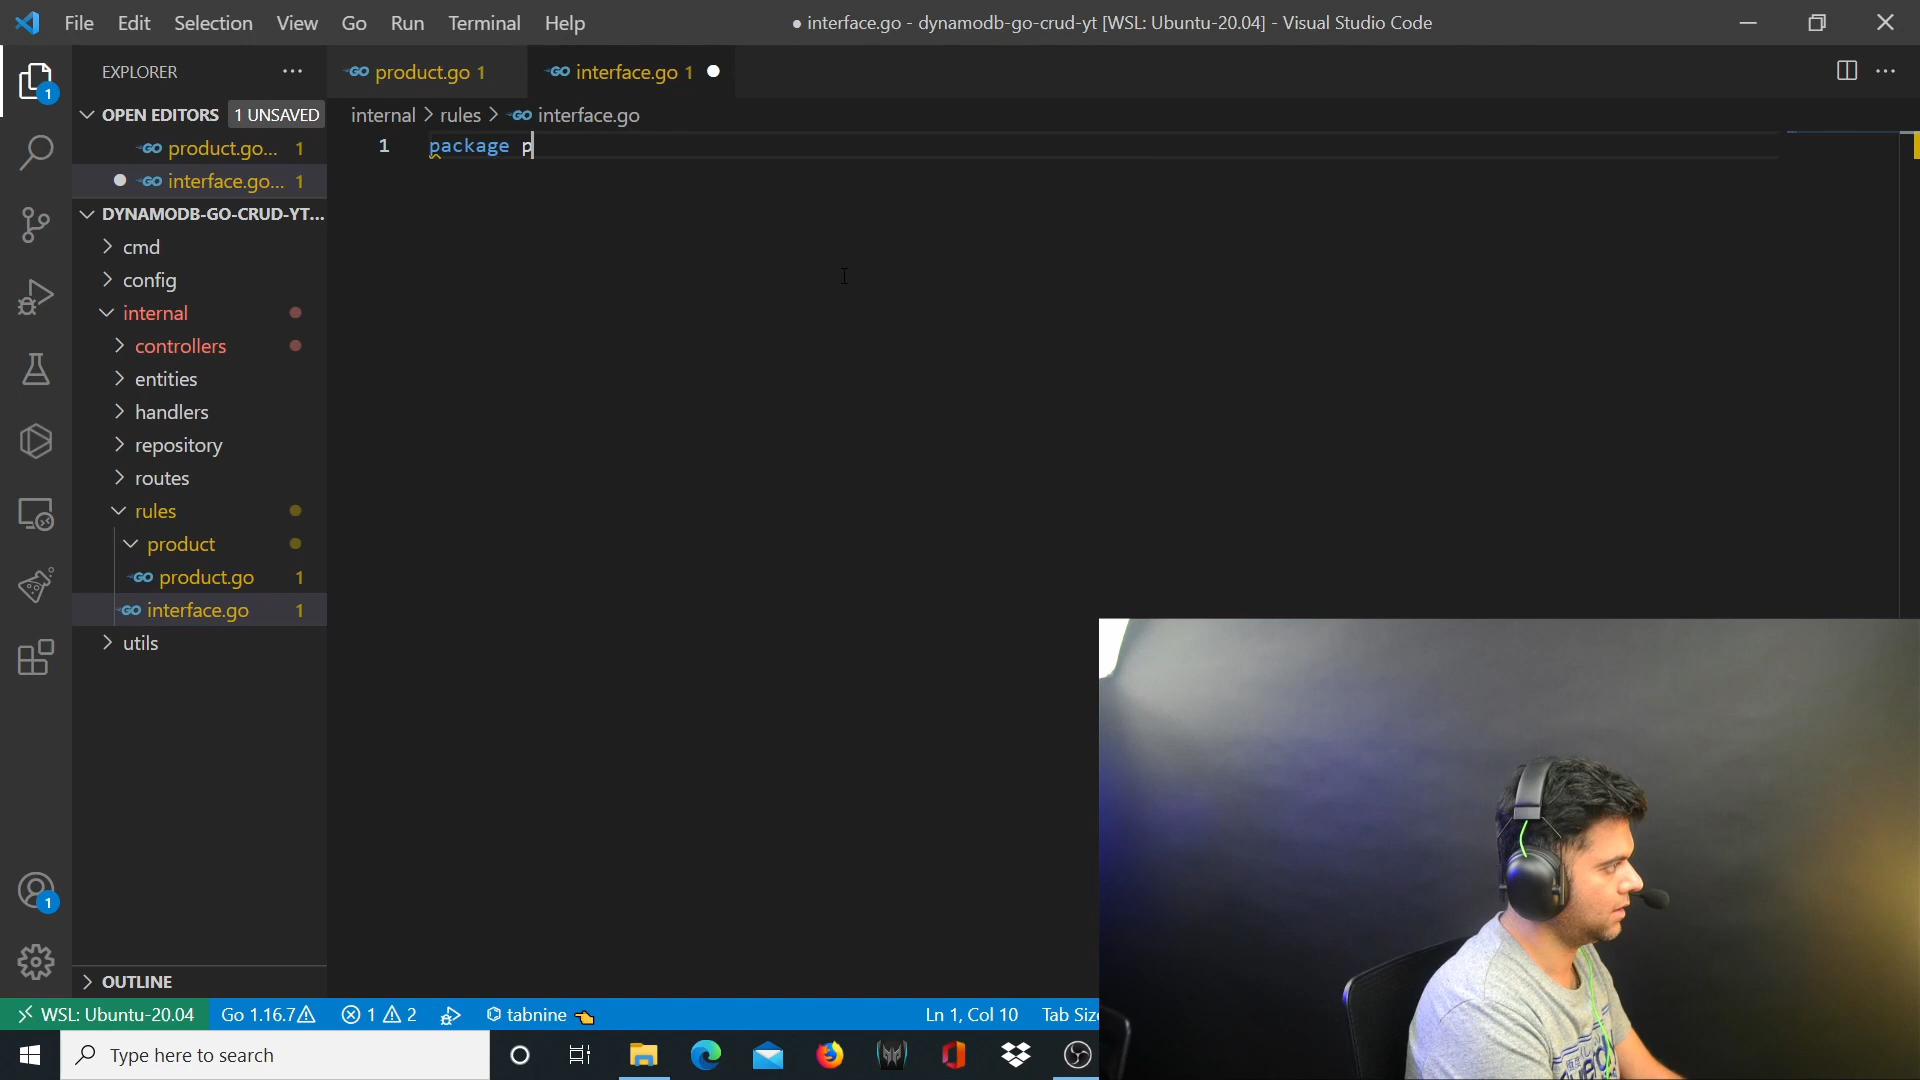 File Edit Selection View Go Run Terminal Help
● interface.go - dynamodb-go-crud-yt [WSL: Ubuntu-20.04] - Visual Studio Code
EXPLORER
product.go 1
interface.go 1
OPEN EDITORS 1 UNSAVED
internal > rules > interface.go
product.go... 1
interface.go... 1
1 package p
DYNAMODB-GO-CRUD-YT...
cmd
config
internal
controllers
entities
handlers
repository
routes
rules
product
product.go 1
interface.go 1
utils
1
1
OUTLINE
WSL: Ubuntu-20.04 Go 1.16.7 1 2 tabnine Ln 1, Col 10 Tab Size
Type here to search